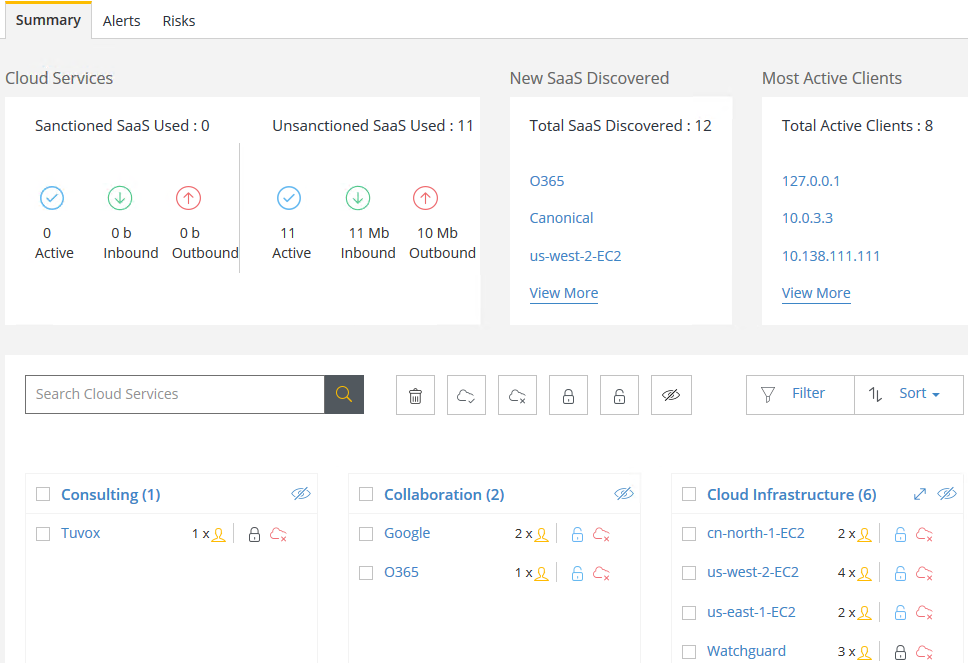 Summary Alerts Risks
Cloud Services
Sanctioned SaaS Used : 0
0 Active
0 b Inbound
0 b Outbound
Unsanctioned SaaS Used : 11
11 Active
11 Mb Inbound
10 Mb Outbound
New SaaS Discovered
Total SaaS Discovered : 12
O365
Canonical
us-west-2-EC2
View More
Most Active Clients
Total Active Clients : 8
127.0.0.1
10.0.3.3
10.138.111.111
View More
Search Cloud Services
Filter
Sort
Consulting (1)
Tuvox 1 x
Collaboration (2)
Google 2 x
O365 1 x
Cloud Infrastructure (6)
cn-north-1-EC2 2 x
us-west-2-EC2 4 x
us-east-1-EC2 2 x
Watchguard 3 x